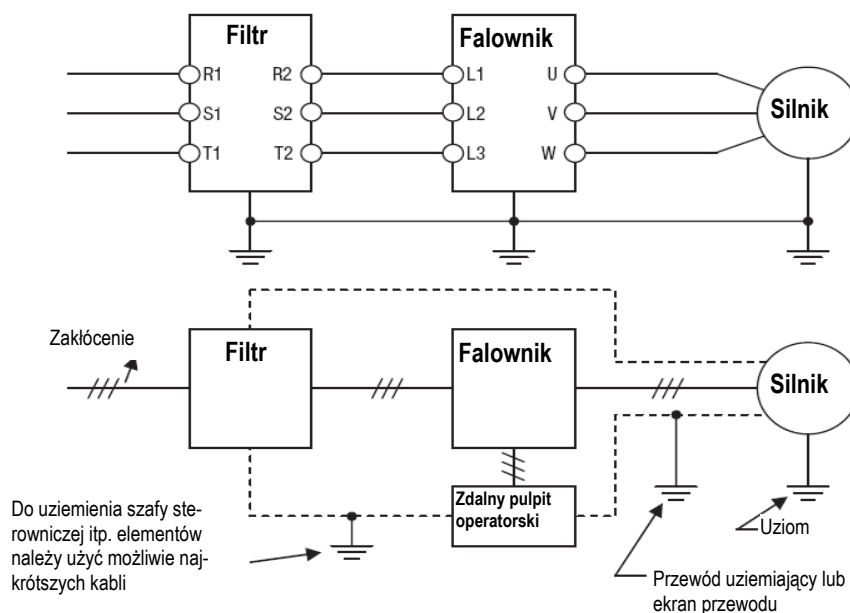 Filtr
Falownik
R1 R2 L1 U
S1 S2 L2 V
T1 T2 L3 W
Silnik
Zakłócenie
Filtr
Falownik
Silnik
Zdalny pulpit
operatorski
Do uziemienia szafy ste-
rowniczej itp. elementów
należy użyć możliwie naj-
krótszych kabli
Uziom
Przewód uziemiający lub
ekran przewodu